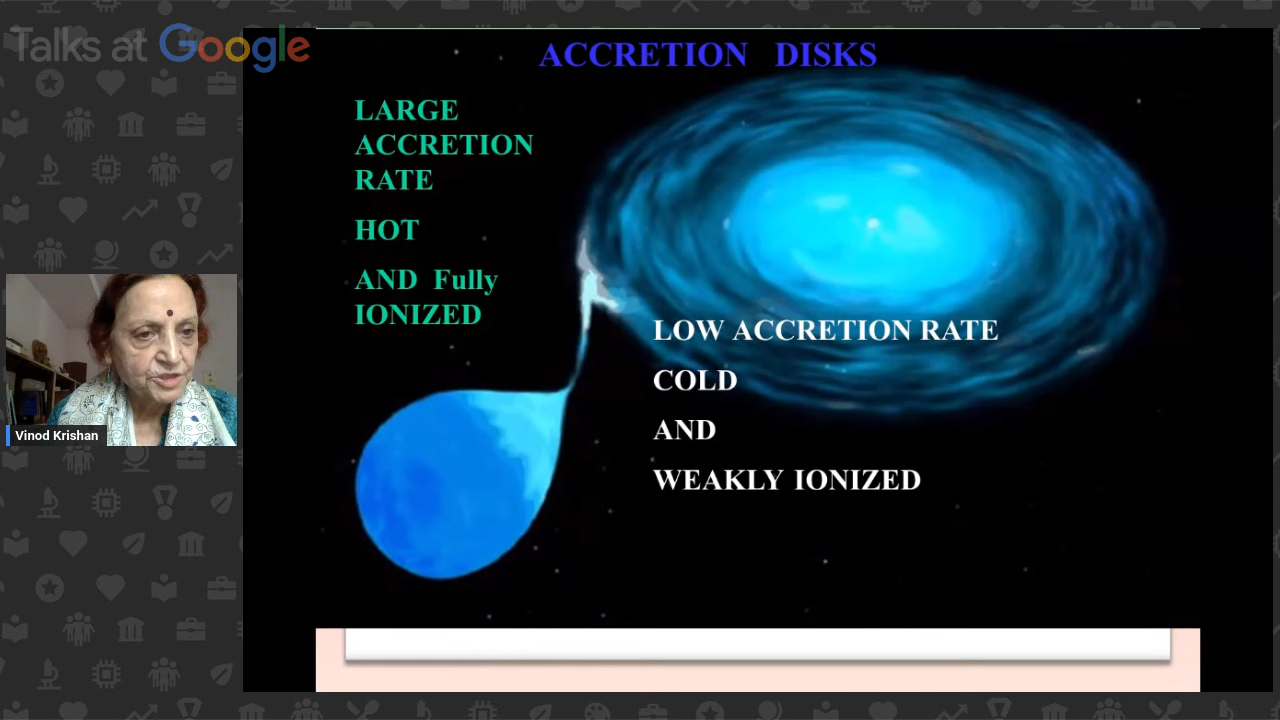 Talks at Google
ACCRETION DISKS
LARGE
ACCRETION
RATE
HOT
AND Fully
IONIZED
LOW ACCRETION RATE
COLD
AND
WEAKLY IONIZED
Vinod Krishan